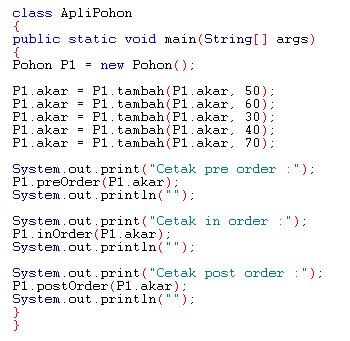 class ApliPohon
{
public static void main(String[] args)
{
Pohon P1 = new Pohon();
P1.akar = P1.tambah(P1.akar, 50);
P1.akar = P1.tambah(P1.akar, 60);
P1.akar = P1.tambah(P1.akar, 30);
P1.akar = P1.tambah(P1.akar, 40);
P1.akar = P1.tambah(P1.akar, 70);
System.out.print("Cetak pre order :");
P1.preOrder(P1.akar);
System.out.println("");
System.out.print("Cetak in order :");
P1.inOrder(P1.akar);
System.out.println("");
System.out.print("Cetak post order :");
P1.postOrder(P1.akar);
System.out.println("");
}
}